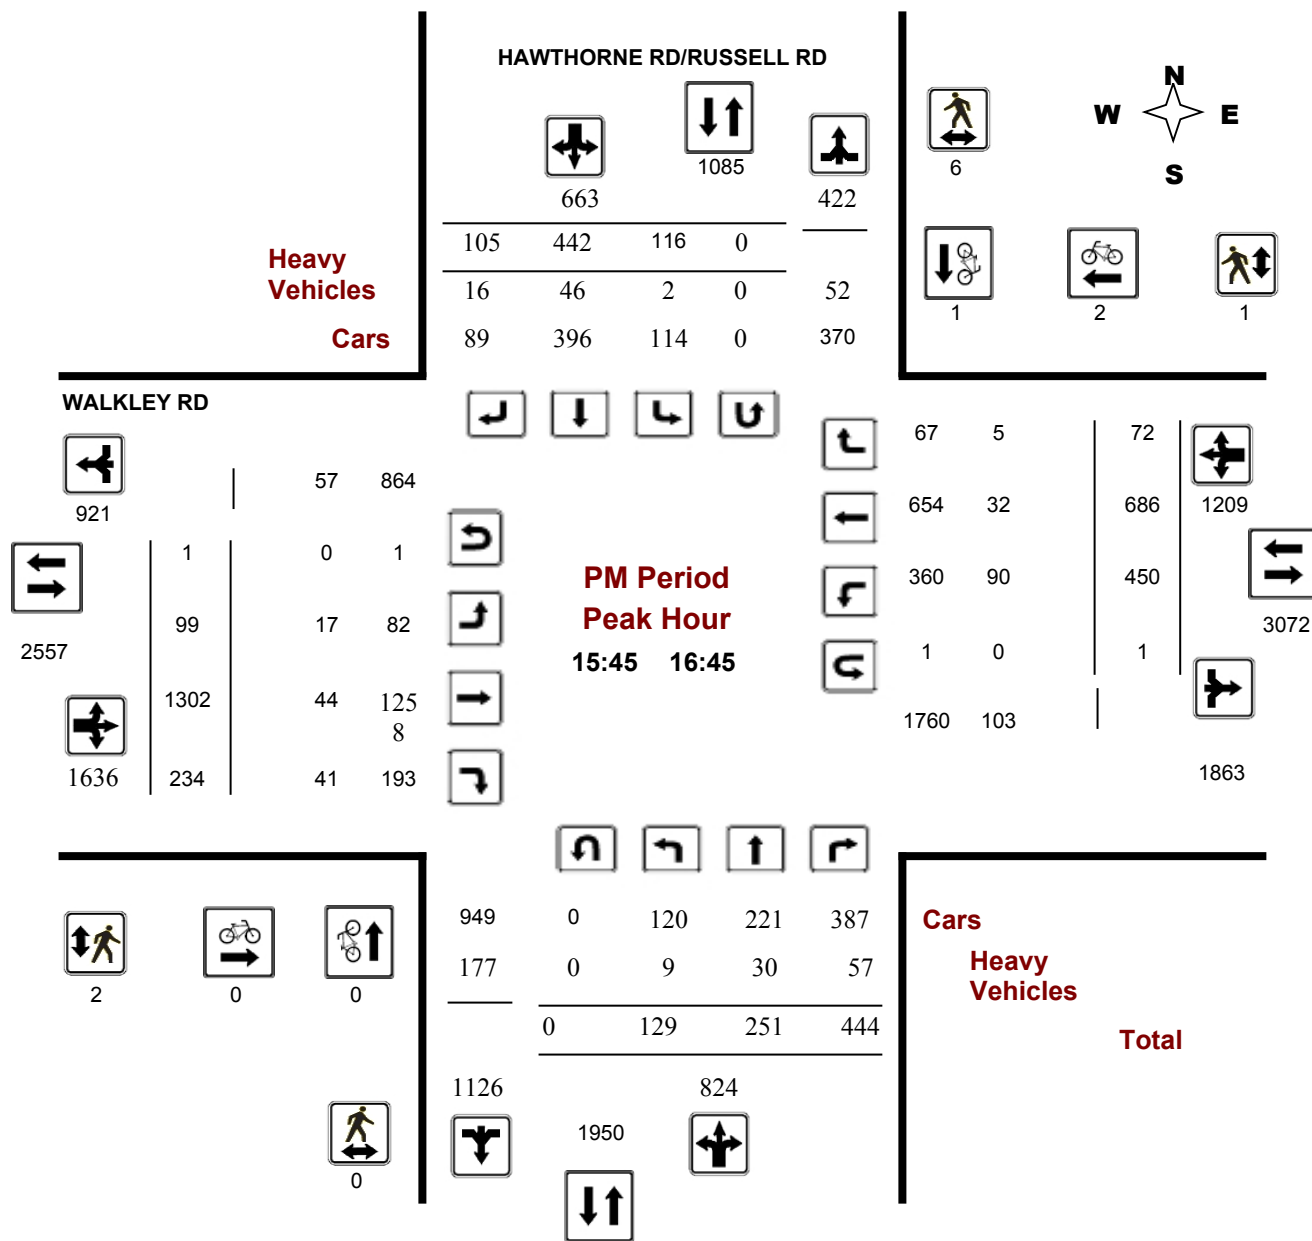 HAWTHORNE RD/RUSSELL RD
N
W E
S
1085
6
663 422
105 442 116 0
Heavy
Vehicles
16 46 2 0 52
1 2 1
Cars 89 396 114 0 370
WALKLEY RD
67 5 72
57 864
921
654 32 686 1209
1 0 1
PM Period
360 90 450
99 17 82
Peak Hour
3072
2557
15:45 16:45
1 0 1
1302 44 125
8
1760 103
1636 234 41 193
1863
949 0 120 221 387 Cars
177 0 9 30 57 Heavy
Vehicles
2 0 0
0 129 251 444 Total
1126 824
1950
0